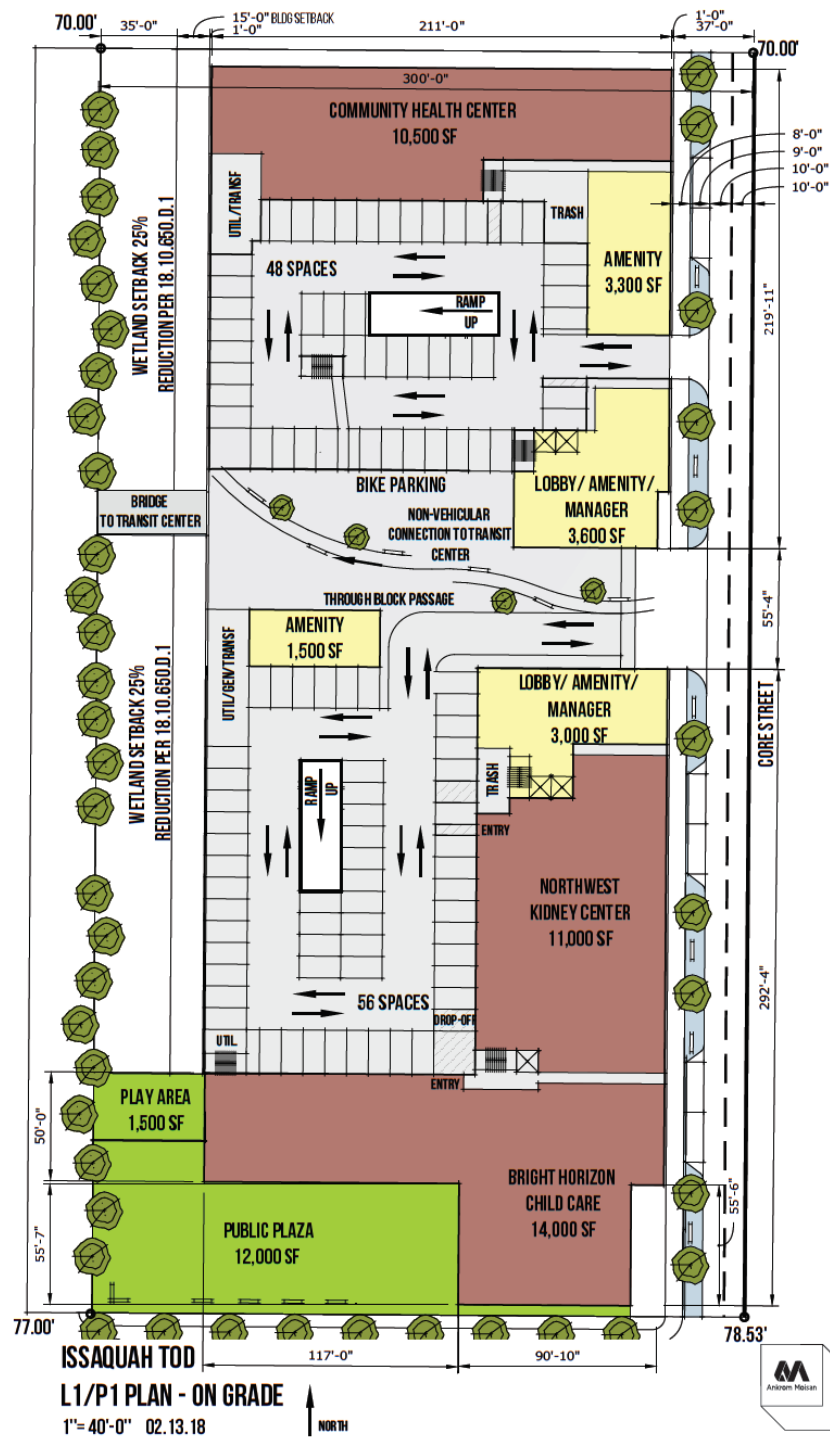 15'-0" BLDG SETBACK
70.00'
35'-0"
1'-0"
211'-0"
1'-0"
37'-0"
70.00'
300'-0"
COMMUNITY HEALTH CENTER
10,500 SF
8'-0"
9'-0"
10'-0"
10'-0"
UTIL/TRANSF
TRASH
WETLAND SETBACK 25%
REDUCTION PER 18.10.650.D.1
48 SPACES
AMENITY
3,300 SF
RAMP
UP
219'-11"
BIKE PARKING
LOBBY/ AMENITY/
MANAGER
3,600 SF
BRIDGE
TO TRANSIT CENTER
NON-VEHICULAR
CONNECTION TO TRANSIT
CENTER
THROUGH BLOCK PASSAGE
55'-4"
AMENITY
1,500 SF
UTIL/GEN/TRANSF
WETLAND SETBACK 25%
REDUCTION PER 18.10.650.D.1
LOBBY/ AMENITY/
MANAGER
3,000 SF
CORE STREET
TRASH
RAMP
UP
ENTRY
NORTHWEST
KIDNEY CENTER
11,000 SF
292'-4"
56 SPACES
DROP-OFF
UTIL.
ENTRY
PLAY AREA
1,500 SF
50'-0"
BRIGHT HORIZON
CHILD CARE
14,000 SF
55'-6"
PUBLIC PLAZA
12,000 SF
55'-7"
77.00'
78.53'
ISSAQUAH TOD
117'-0"
90'-10"
L1/P1 PLAN - ON GRADE
1"= 40'-0" 02.13.18
NORTH
Ankrom Moisan